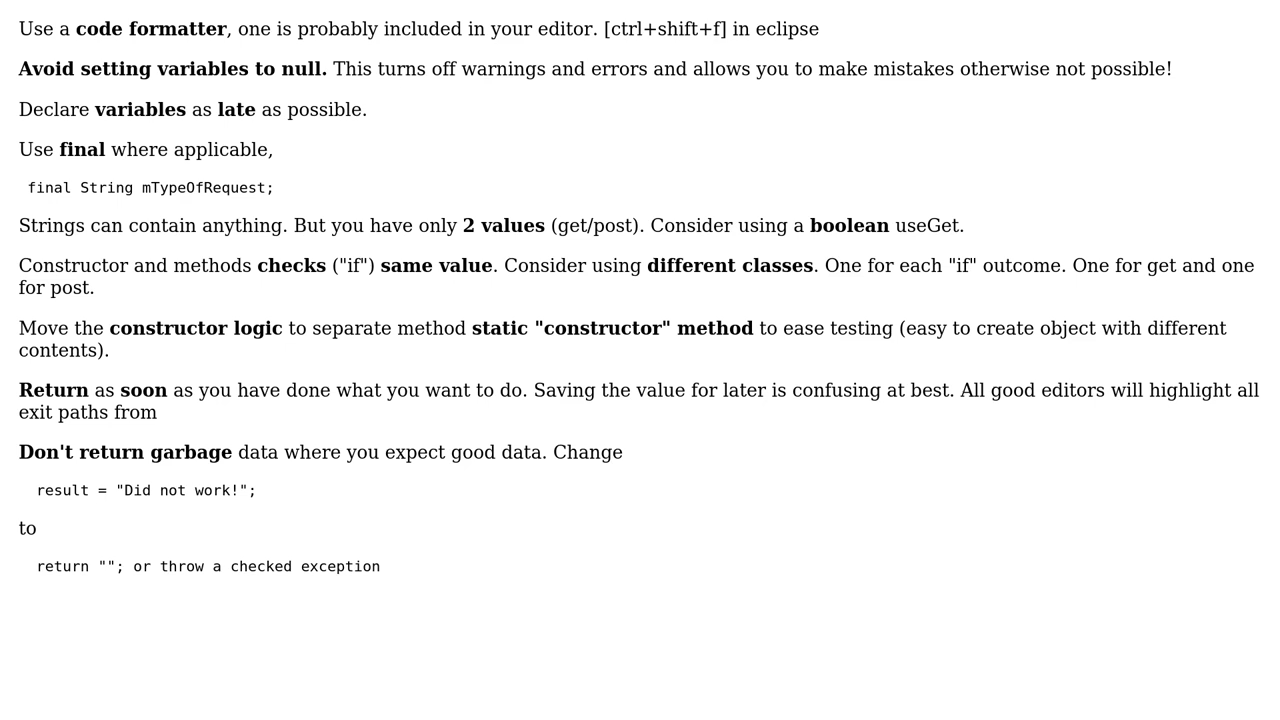 Use a code formatter, one is probably included in your editor. [ctrl+shift+f] in eclipse
Avoid setting variables to null. This turns off warnings and errors and allows you to make mistakes otherwise not possible!
Declare variables as late as possible.
Use final where applicable,
final String mTypeOfRequest;
Strings can contain anything. But you have only 2 values (get/post). Consider using a boolean useGet.
Constructor and methods checks ("if") same value. Consider using different classes. One for each "if" outcome. One for get and one
for post.
Move the constructor logic to separate method static "constructor" method to ease testing (easy to create object with different
contents).
Return as soon as you have done what you want to do. Saving the value for later is confusing at best. All good editors will highlight all
exit paths from
Don't return garbage data where you expect good data. Change
result = "Did not work!";
to
return ""; or throw a checked exception